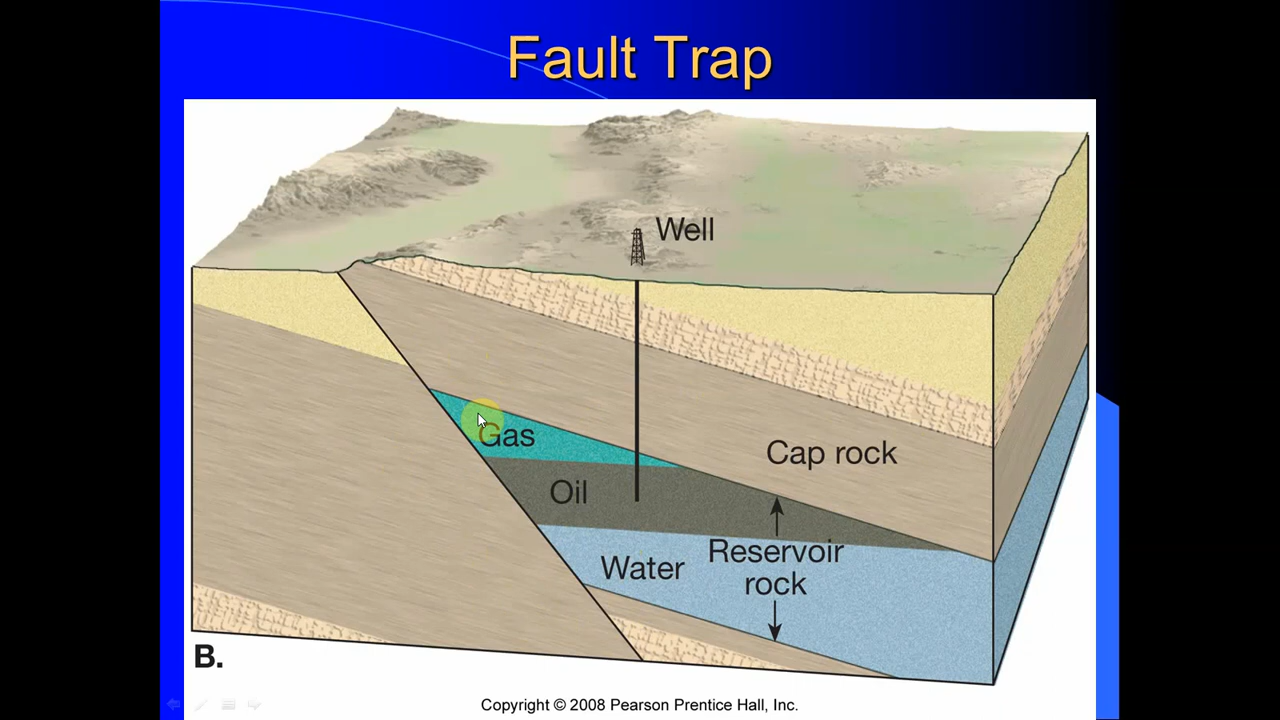 Fault Trap
Well
Gas
Cap rock
Oil
Reservoir
rock
Water
B.
Copyright © 2008 Pearson Prentice Hall, Inc.